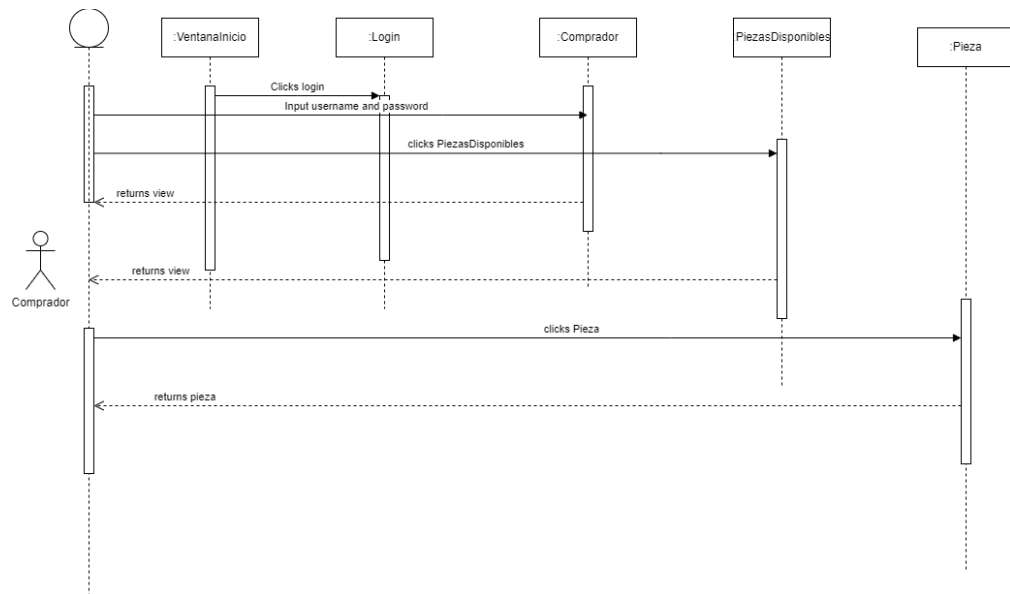 :VentanaInicio
:Login
:Comprador
:PiezasDisponibles
:Pieza
Clicks login
Input username and password
clicks PiezasDisponibles
returns view
returns view
Comprador
clicks Pieza
returns pieza